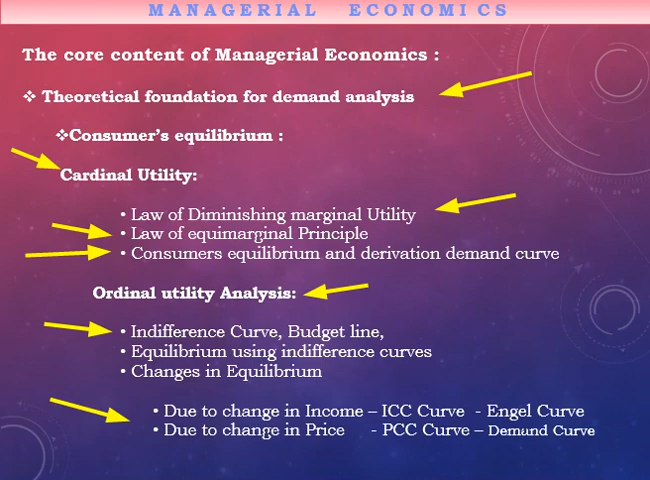 MANAGERIAL ECONOMICS
The core content of Managerial Economics :
❖ Theoretical foundation for demand analysis
❖Consumer's equilibrium :
Cardinal Utility:
• Law of Diminishing marginal Utility
• Law of equimarginal Principle
• Consumers equilibrium and derivation demand curve
Ordinal utility Analysis:
• Indifference Curve, Budget line,
• Equilibrium using indifference curves
• Changes in Equilibrium
• Due to change in Income – ICC Curve - Engel Curve
• Due to change in Price - PCC Curve – Demand Curve